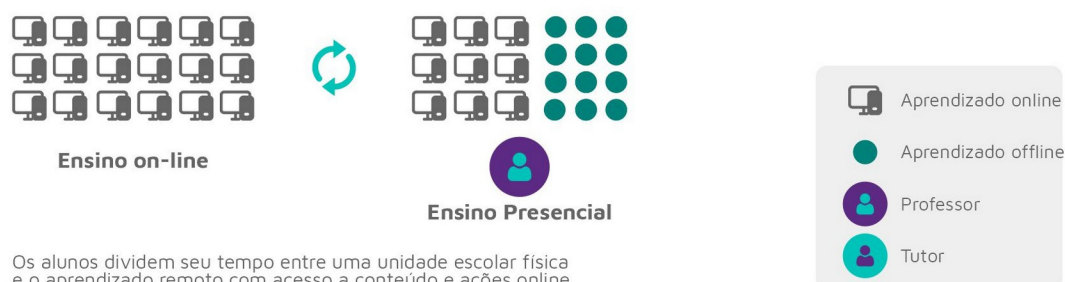 Ensino on-line
Ensino Presencial
Os alunos dividem seu tempo entre uma unidade escolar física
e o aprendizado remoto com acesso a conteúdo e ações online
Aprendizado online
Aprendizado offline
Professor
Tutor